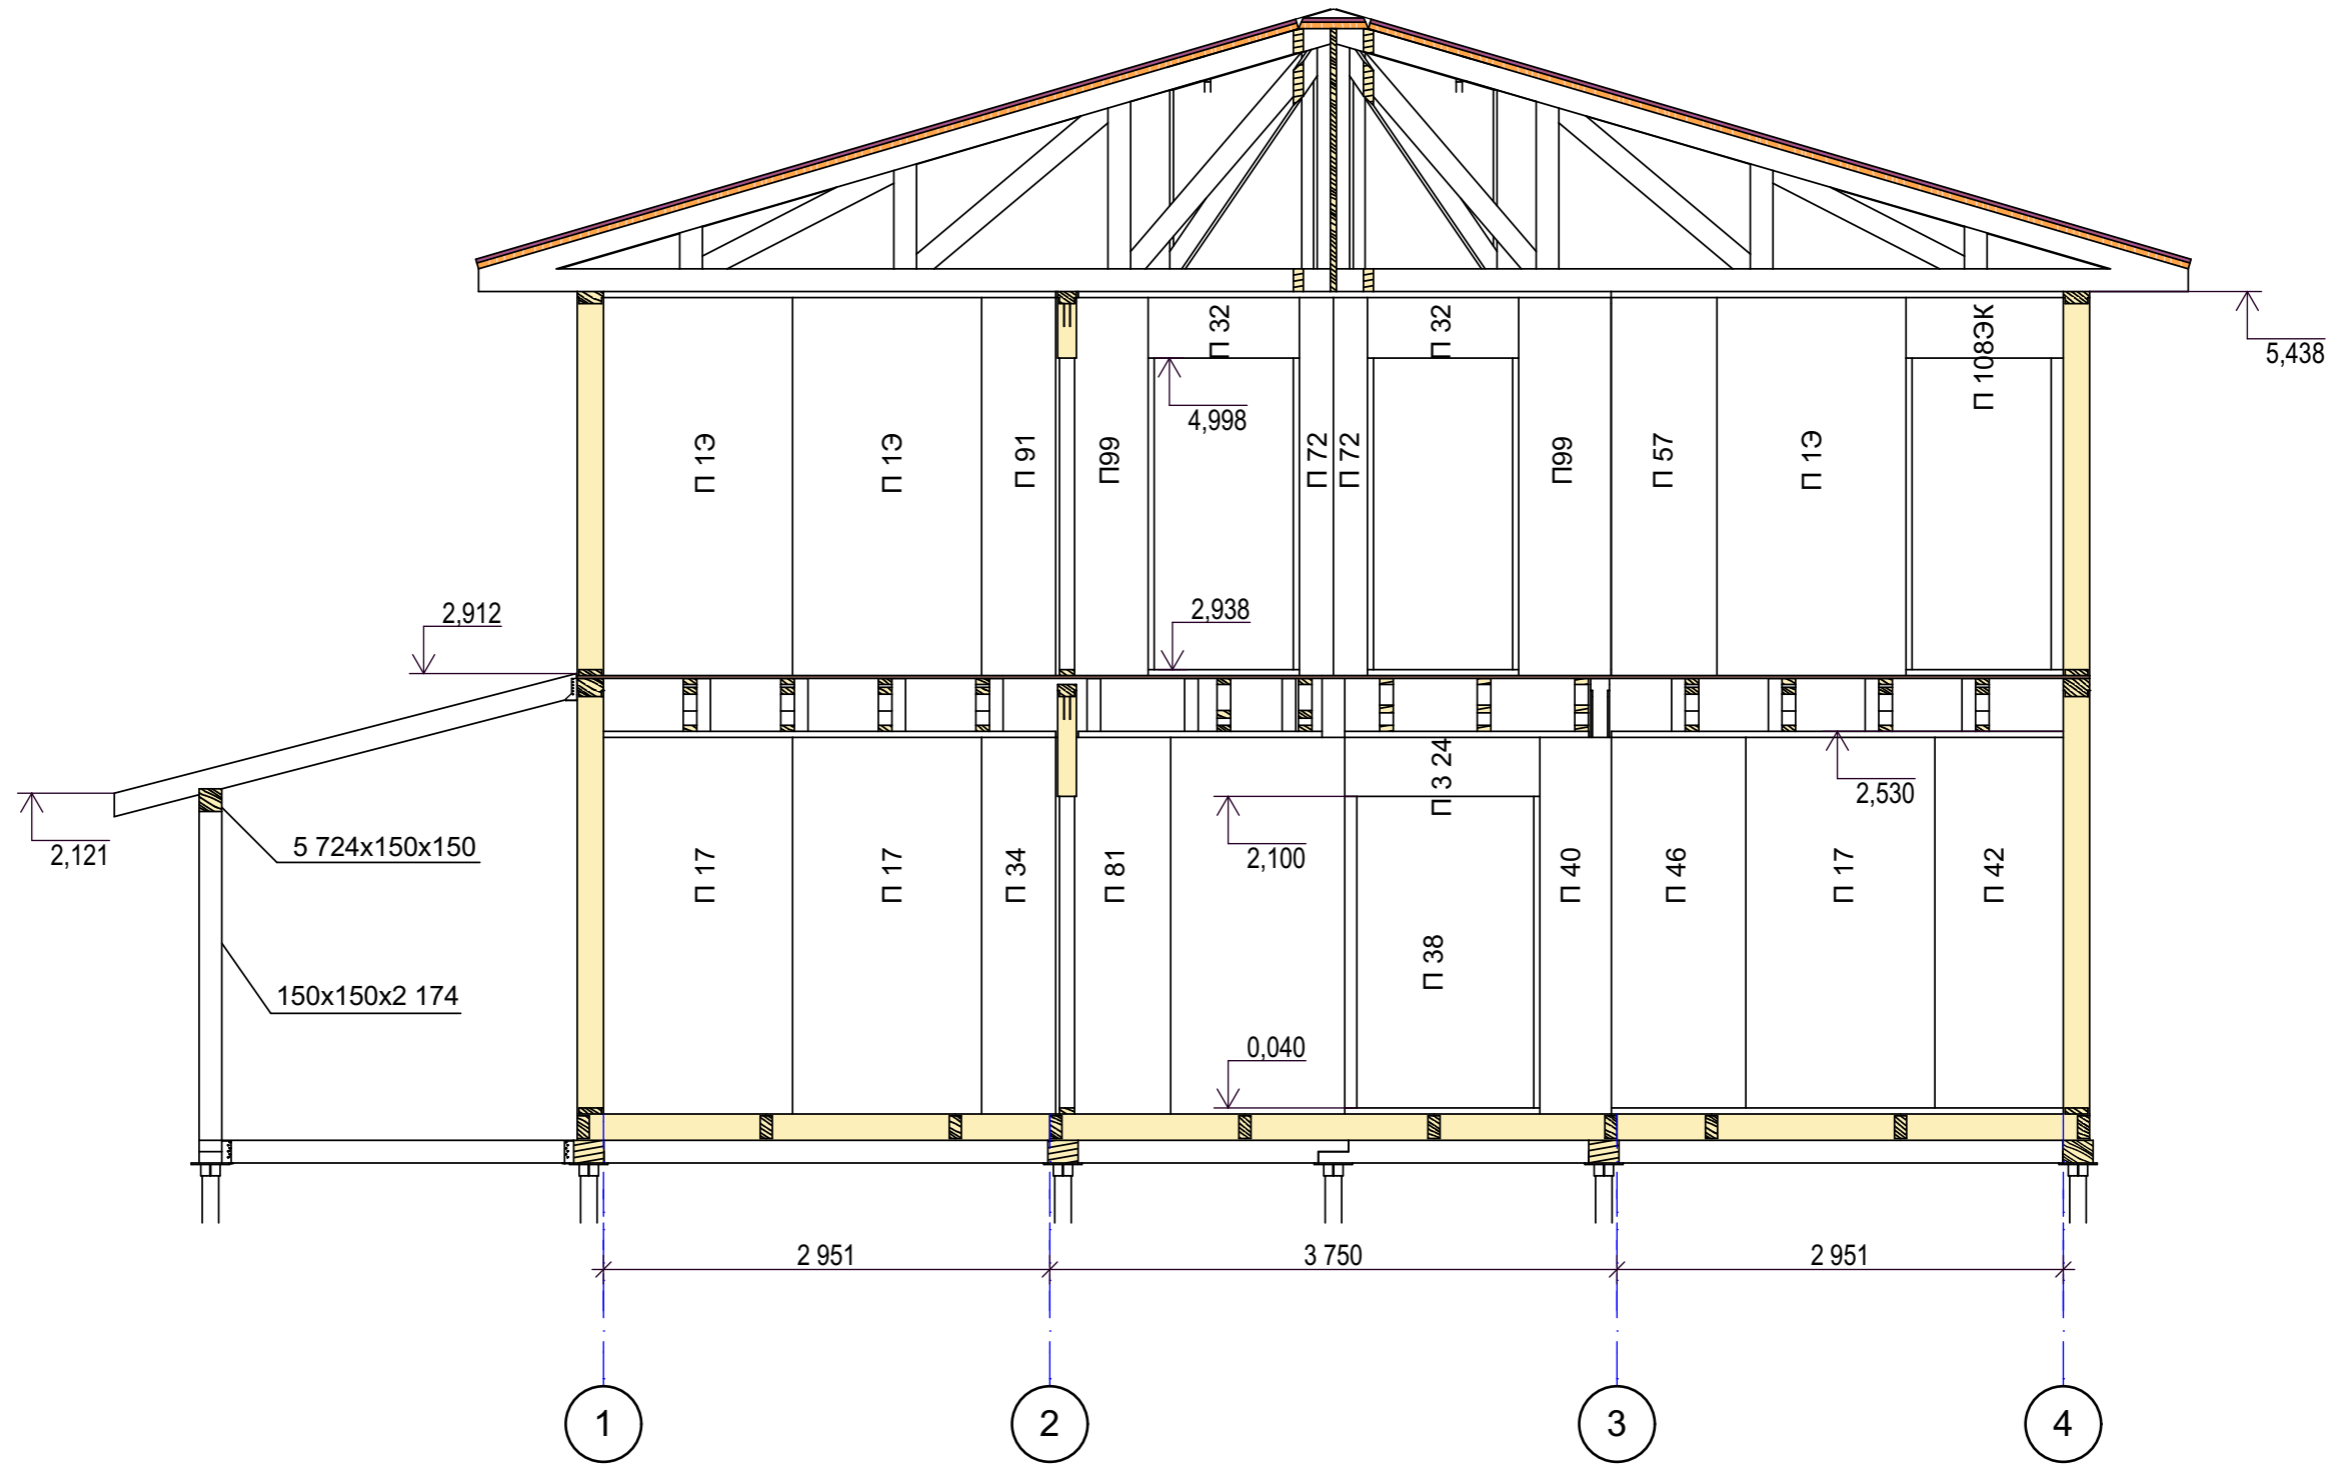 П 32
П 32
П 108ЭК
5,438
4,998
П 1Э
П 1Э
П 91
П99
П 72
П 72
П99
П 57
П 1Э
2,912
2,938
П 3 24
2,530
2,121
5 724х150х150
2,100
П 17
П 17
П 34
П 81
П 40
П 46
П 17
П 42
П 38
150х150х2 174
0,040
2 951
3 750
2 951
1
2
3
4